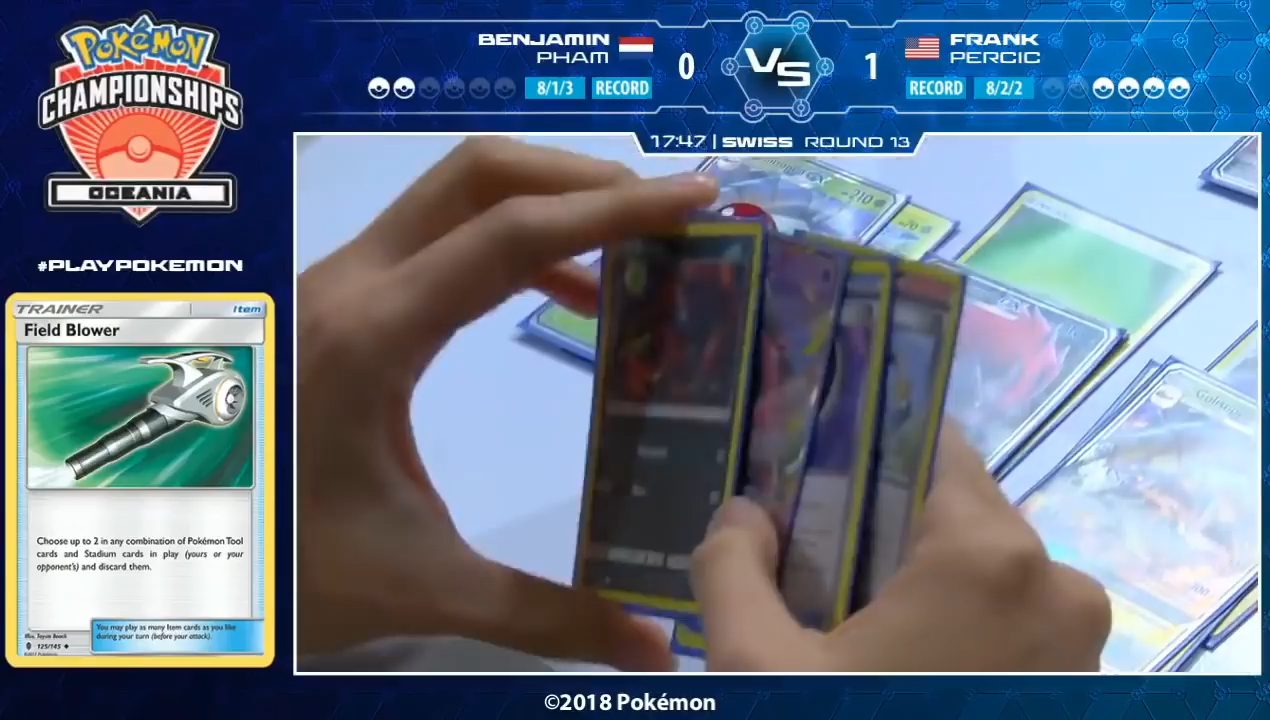 POKÉMON
CHAMPIONSHIPS
OCEANIA
#PLAYPOKEMON
BENJAMIN
PHAM
0
8/1/3
RECORD
VS
1
FRANK
PERCIC
RECORD
8/2/2
17:47 | SWISS ROUND 13
TRAINER
Item
Field Blower
Choose up to 2 in any combination of Pokémon Tool
cards and Stadium cards in play (yours or your
opponent's) and discard them.
You may play as many Item cards as you like
during your turn (before your attack).
125/145
210
GX
©2018 Pokémon